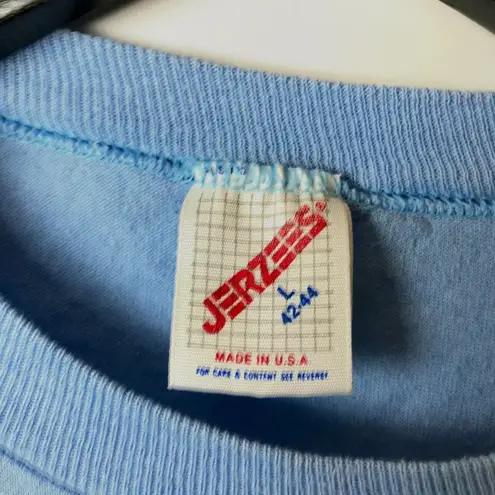 JERZEES®
L
42-44
MADE IN U.S.A
FOR CARE & CONTENT SEE REVERSE